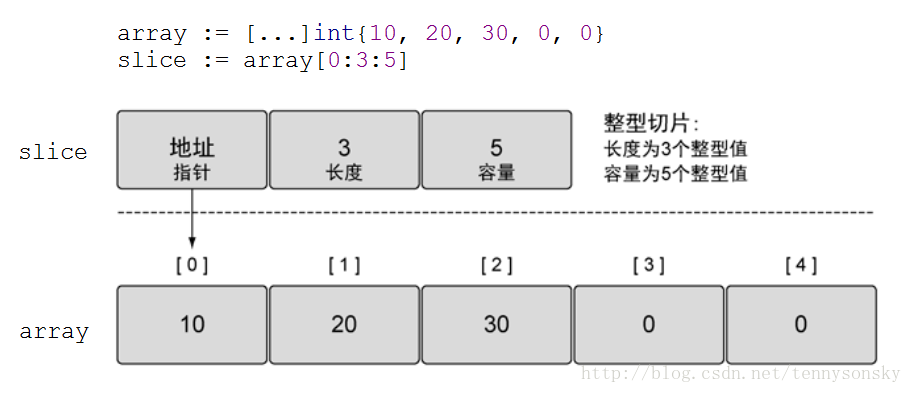 array := [...]int{10, 20, 30, 0, 0}
slice := array[0:3:5]
slice
地址
指针
3
长度
5
容量
整型切片:
长度为3个整型值
容量为5个整型值
[0] [1] [2] [3] [4]
array
10 20 30 0 0
http://blog.csdn.net/tennysonsky